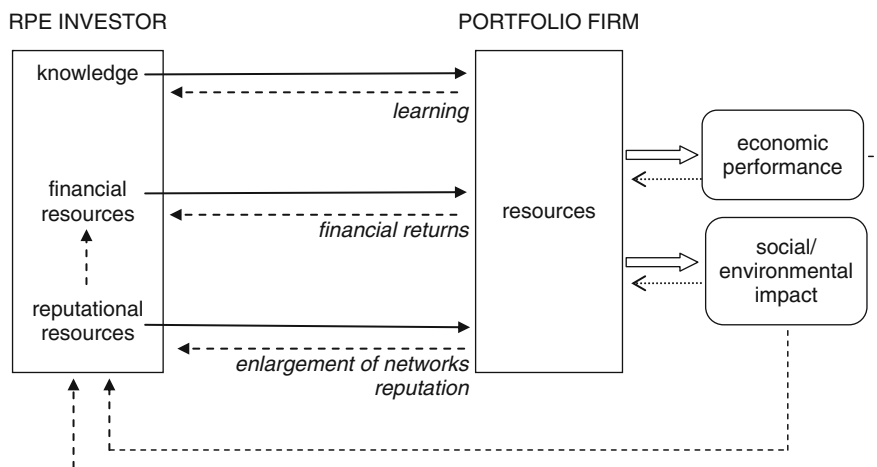 RPE INVESTOR
PORTFOLIO FIRM
knowledge
learning
financial
resources
financial returns
reputational
resources
enlargement of networks
reputation
resources
economic
performance
social/
environmental
impact